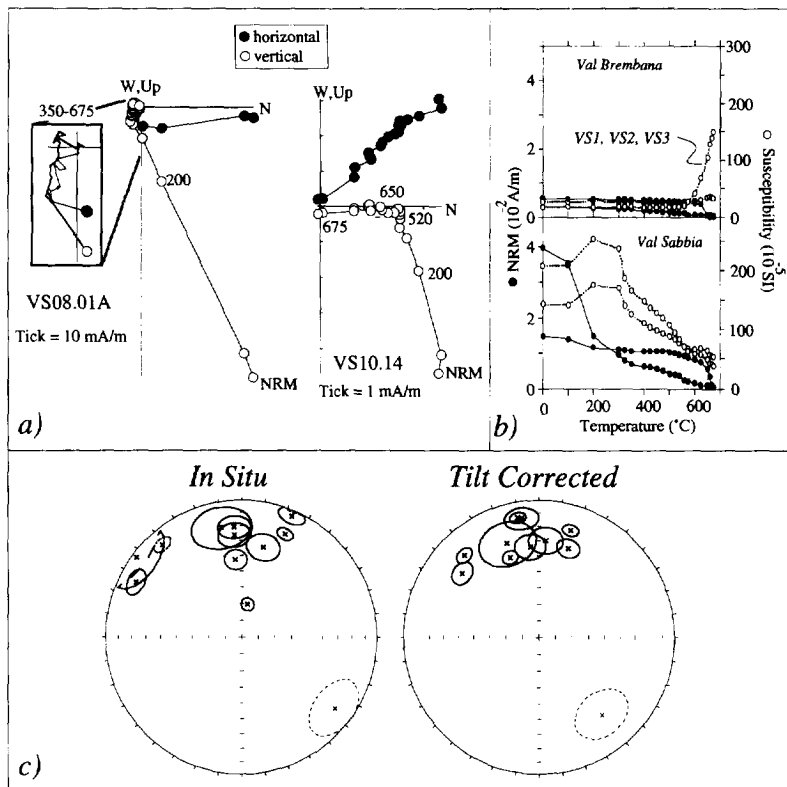 ● horizontal
○ vertical
W,Up
N
350-675
200
NRM
VS08.01A
Tick = 10 mA/m
W,Up
N
650
675
520
200
NRM
VS10.14
Tick = 1 mA/m
a)
Val Brembana
VS1, VS2, VS3
4
2
0
300
200
100
0
Val Sabbia
4
2
0
200
100
0
● NRM (10⁻² A/m)
○ Susceptibility (10⁻⁵ SI)
0 200 400 600
Temperature (°C)
b)
In Situ
Tilt Corrected
c)